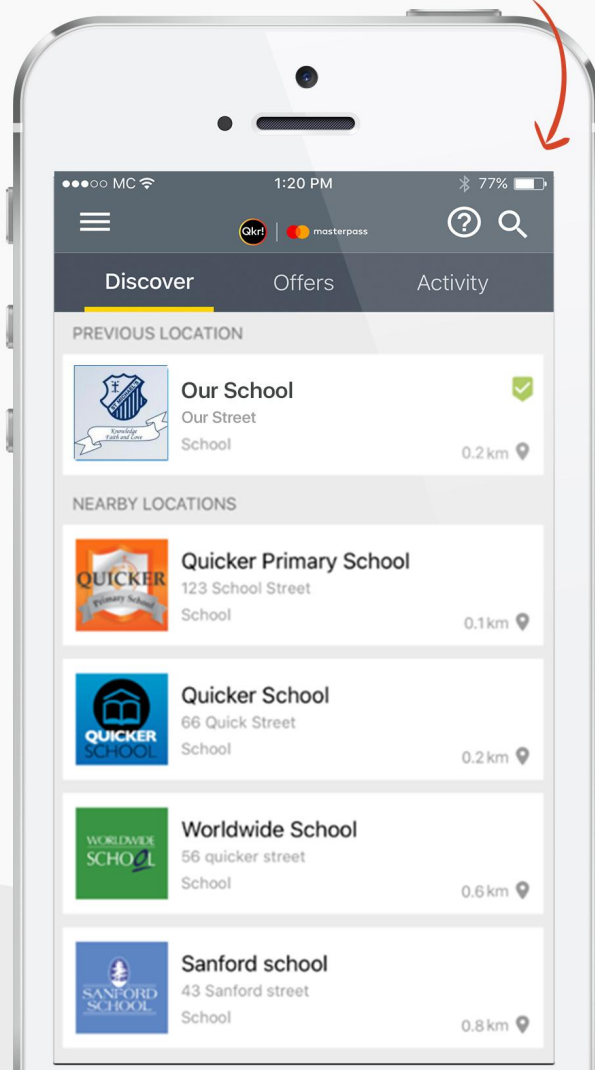 MC 1:20 PM 77%
Qkr! masterpass
Discover Offers Activity
PREVIOUS LOCATION
ST MICHAEL'S
Knowledge
Faith and Love
Our School
Our Street
School
0.2 km
NEARBY LOCATIONS
QUICKER
Primary School
Quicker Primary School
123 School Street
School
0.1 km
QUICKER
SCHOOL
Quicker School
66 Quick Street
School
0.2 km
WORLDWIDE
SCHOOL
Worldwide School
56 quicker street
School
0.6 km
SANFORD
SCHOOL
Sanford school
43 Sanford street
School
0.8 km